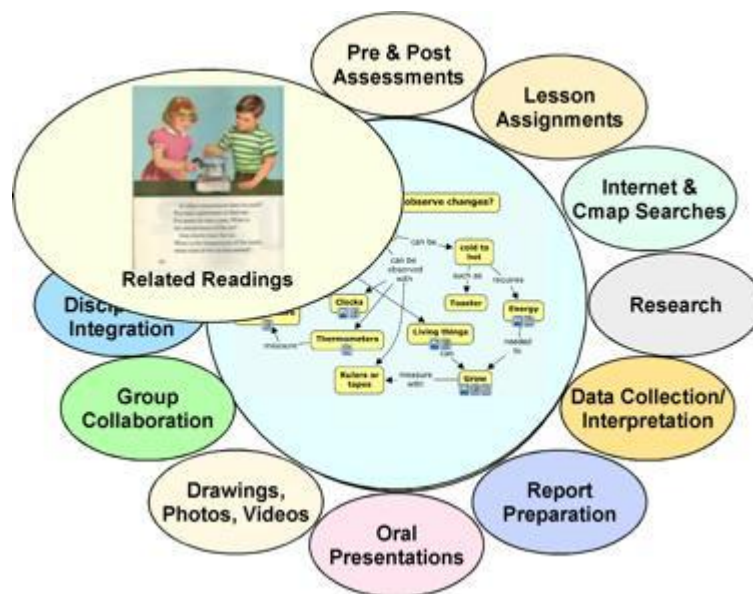 Pre & Post
Assessments
Lesson
Assignments
Internet &
Cmap Searches
Research
Data Collection/
Interpretation
Report
Preparation
Oral
Presentations
Drawings,
Photos, Videos
Group
Collaboration
Integration
Related Readings
observe changes?
can be
cold to
hot
can be
observed
with
such as
requires
Toaster
Energy
Clocks
Thermometers
Living things
measure
can
needed
to
Rulers or
tapes
measure
with
Grow